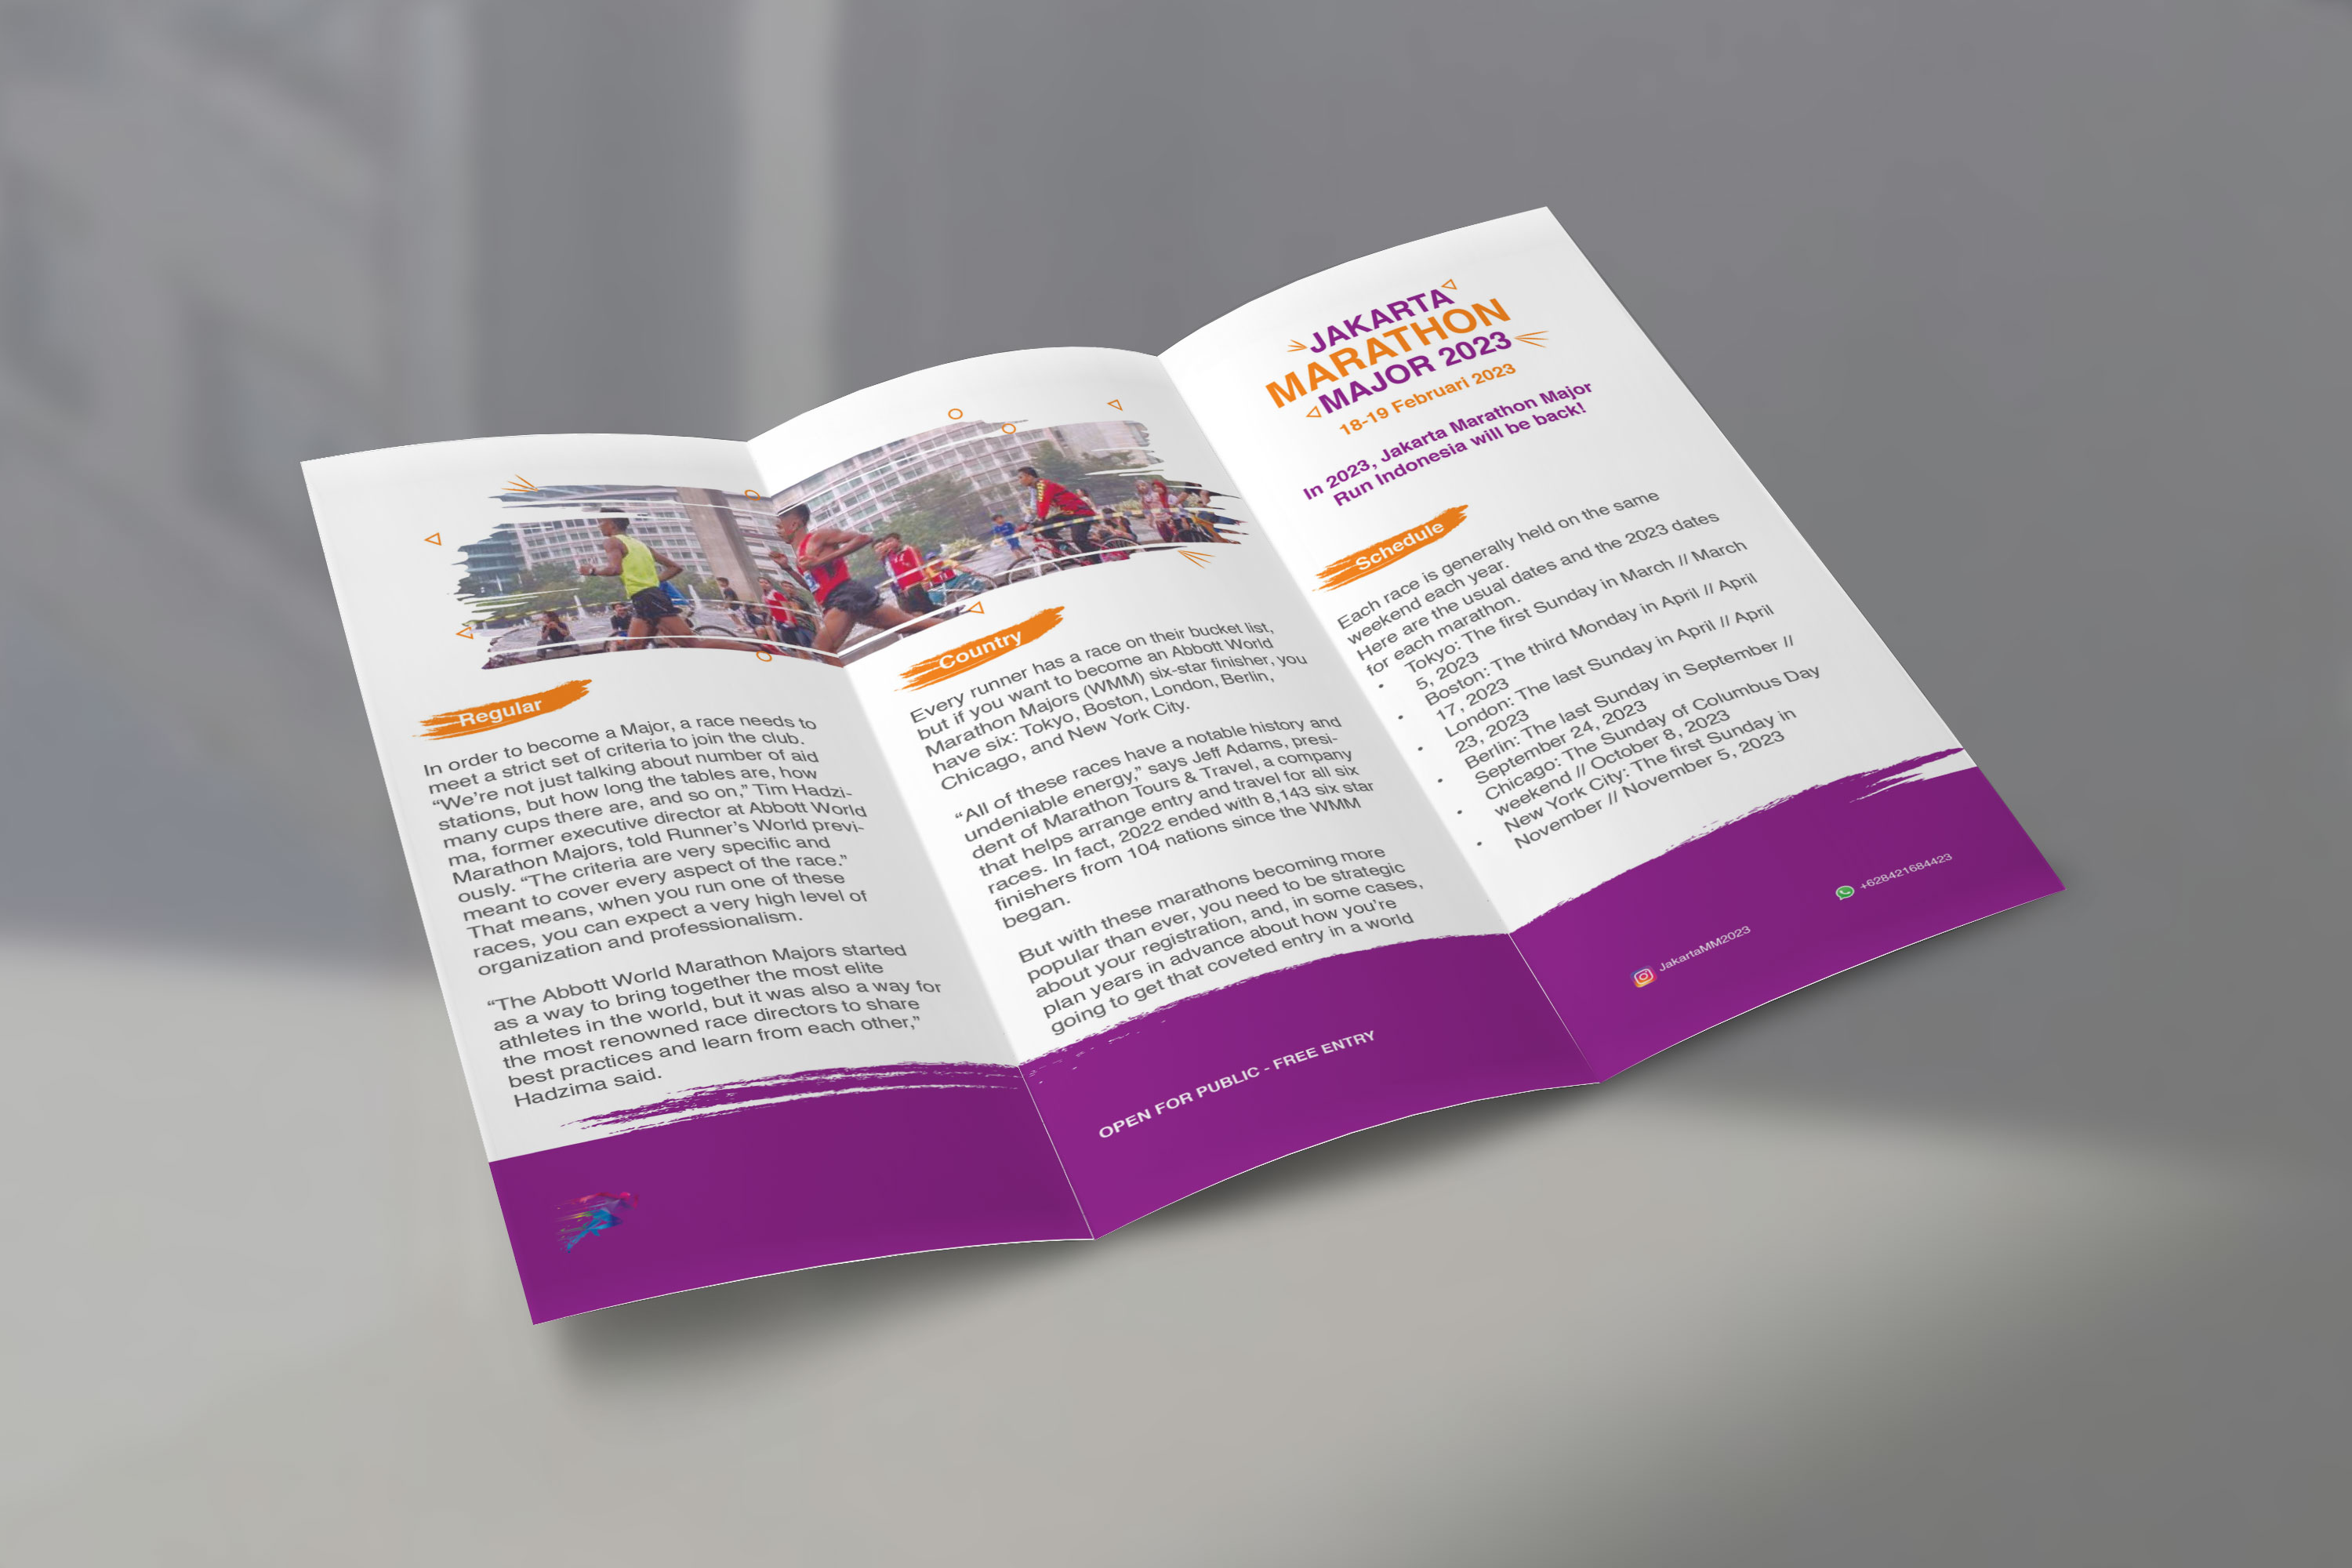 Regular
In order to become a Major, a race needs to
meet a strict set of criteria to join the club.
“We’re not just talking about number of aid
stations, but how long the tables are, how
many cups there are, and so on,” Tim Hadzi-
ma, former executive director at Abbott World
Marathon Majors, told Runner’s World previ-
ously. “The criteria are very specific and
meant to cover every aspect of the race.”
That means, when you run one of these
races, you can expect a very high level of
organization and professionalism.
“The Abbott World Marathon Majors started
as a way to bring together the most elite
athletes in the world, but it was also a way for
the most renowned race directors to share
best practices and learn from each other,”
Hadzima said.
Country
Every runner has a race on their bucket list,
but if you want to become an Abbott World
Marathon Majors (WMM) six-star finisher, you
have six: Tokyo, Boston, London, Berlin,
Chicago, and New York City.
“All of these races have a notable history and
undeniable energy,” says Jeff Adams, presi-
dent of Marathon Tours & Travel, a company
that helps arrange entry and travel for all six
races. In fact, 2022 ended with 8,143 six star
finishers from 104 nations since the WMM
began.
But with these marathons becoming more
popular than ever, you need to be strategic
about your registration, and, in some cases,
plan years in advance about how you’re
going to get that coveted entry in a world
OPEN FOR PUBLIC - FREE ENTRY
JAKARTA
MARATHON
MAJOR 2023
18-19 Februari 2023
In 2023, Jakarta Marathon Major
Run Indonesia will be back!
Schedule
Each race is generally held on the same
weekend each year.
Here are the usual dates and the 2023 dates
for each marathon.
• Tokyo: The first Sunday in March // March
5, 2023
• Boston: The third Monday in April // April
17, 2023
• London: The last Sunday in April // April
23, 2023
• Berlin: The last Sunday in September //
September 24, 2023
• Chicago: The Sunday of Columbus Day
weekend // October 8, 2023
• New York City: The first Sunday in
November // November 5, 2023
JakartaMM2023
+628421684423